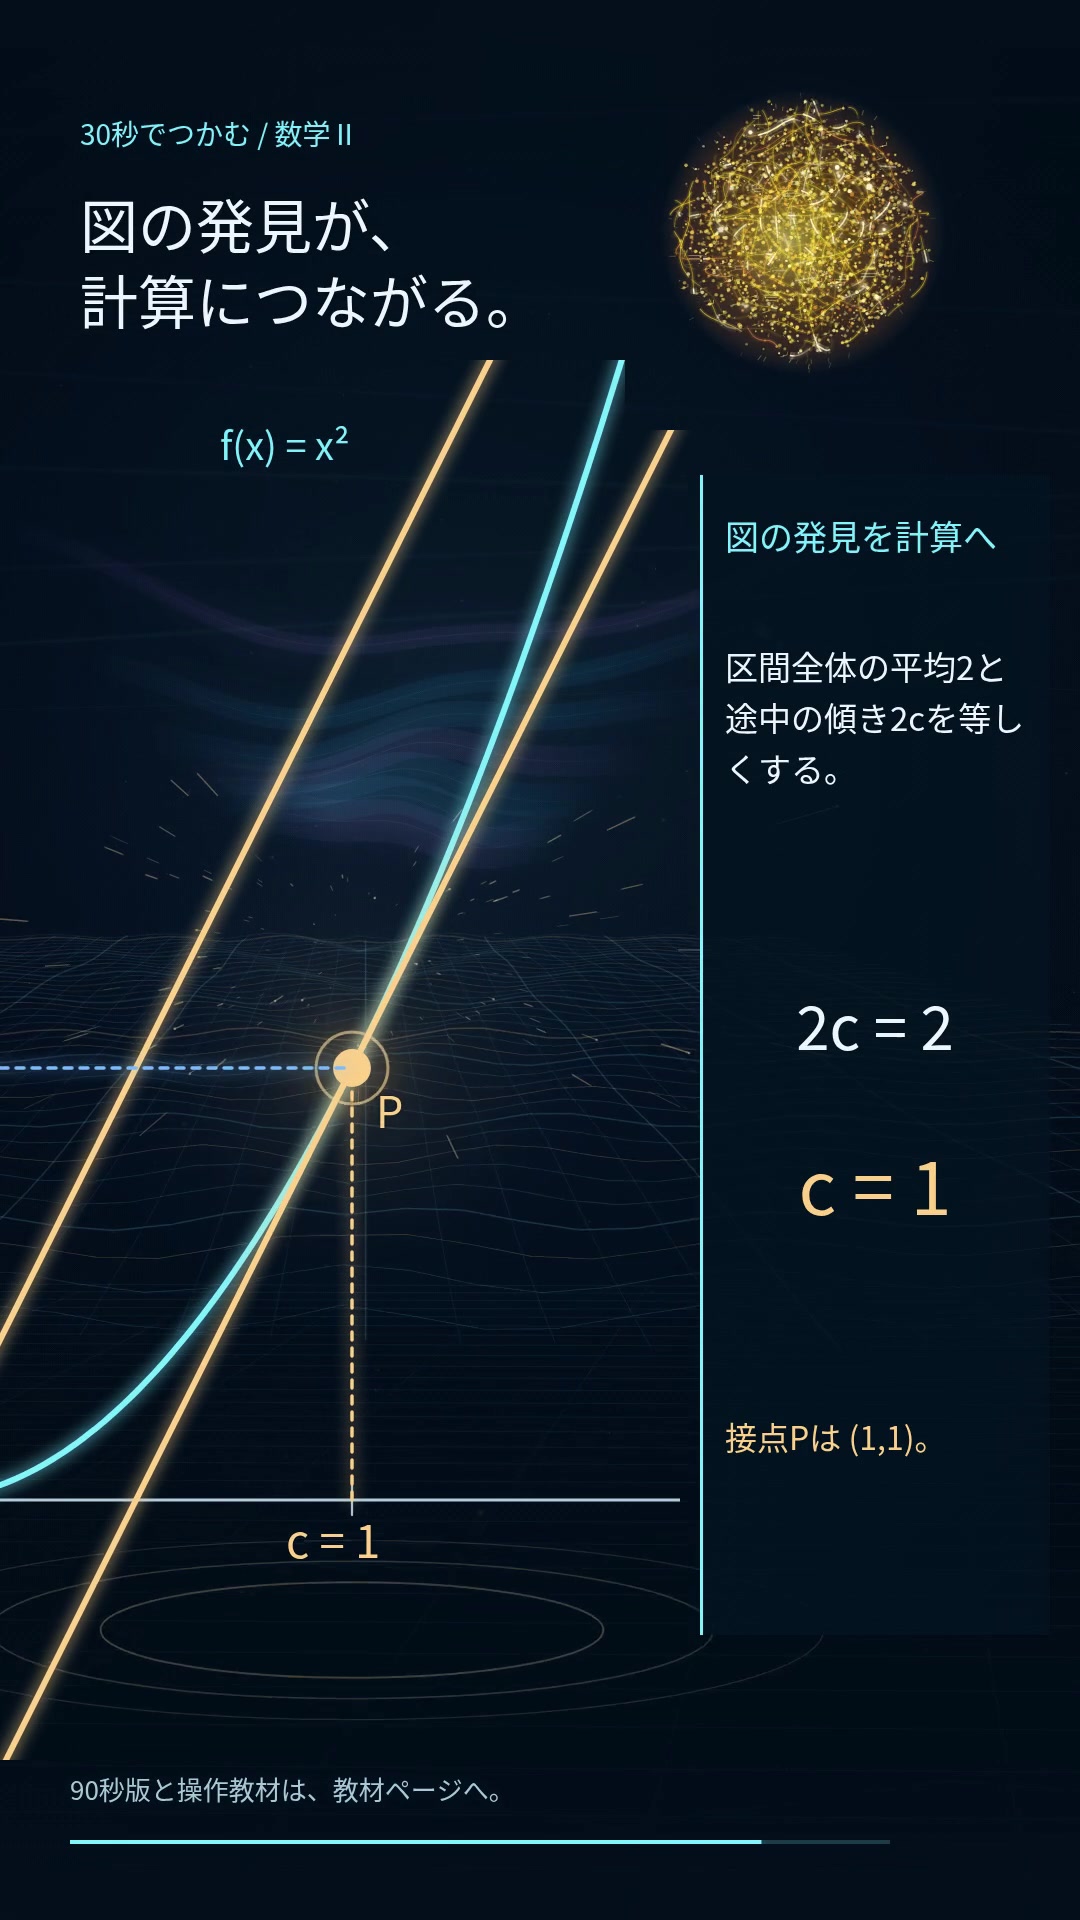 30秒でつかむ / 数学 II
図の発見が、
計算につながる。
f(x) = x²
図の発見を計算へ
区間全体の平均2と
途中の傾き2cを等し
くする。
2c = 2
c = 1
P
接点Pは (1,1)。
c = 1
90秒版と操作教材は、教材ページへ。